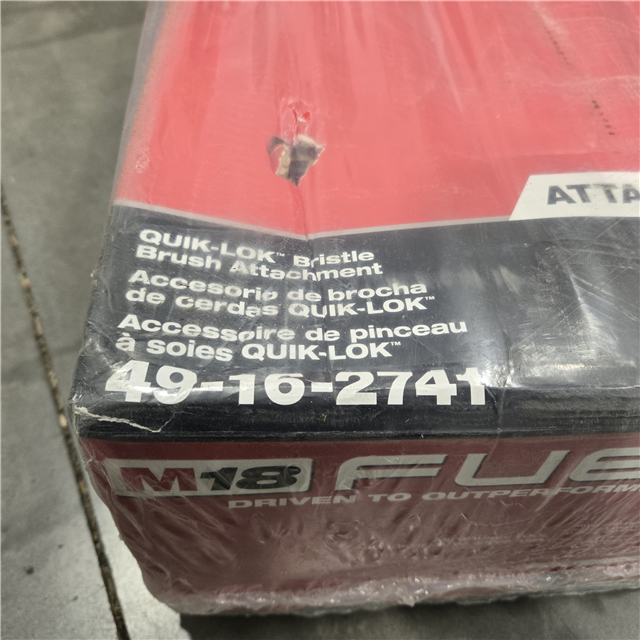 ATTA
QUIK-LOK™ Bristle
Brush Attachment
Accesorio de brocha
de cerdas QUIK-LOK™
Accessoire de pinceau
à soies QUIK-LOK™
49-16-2741
M18 FUE
DRIVEN TO OUTPERFORM